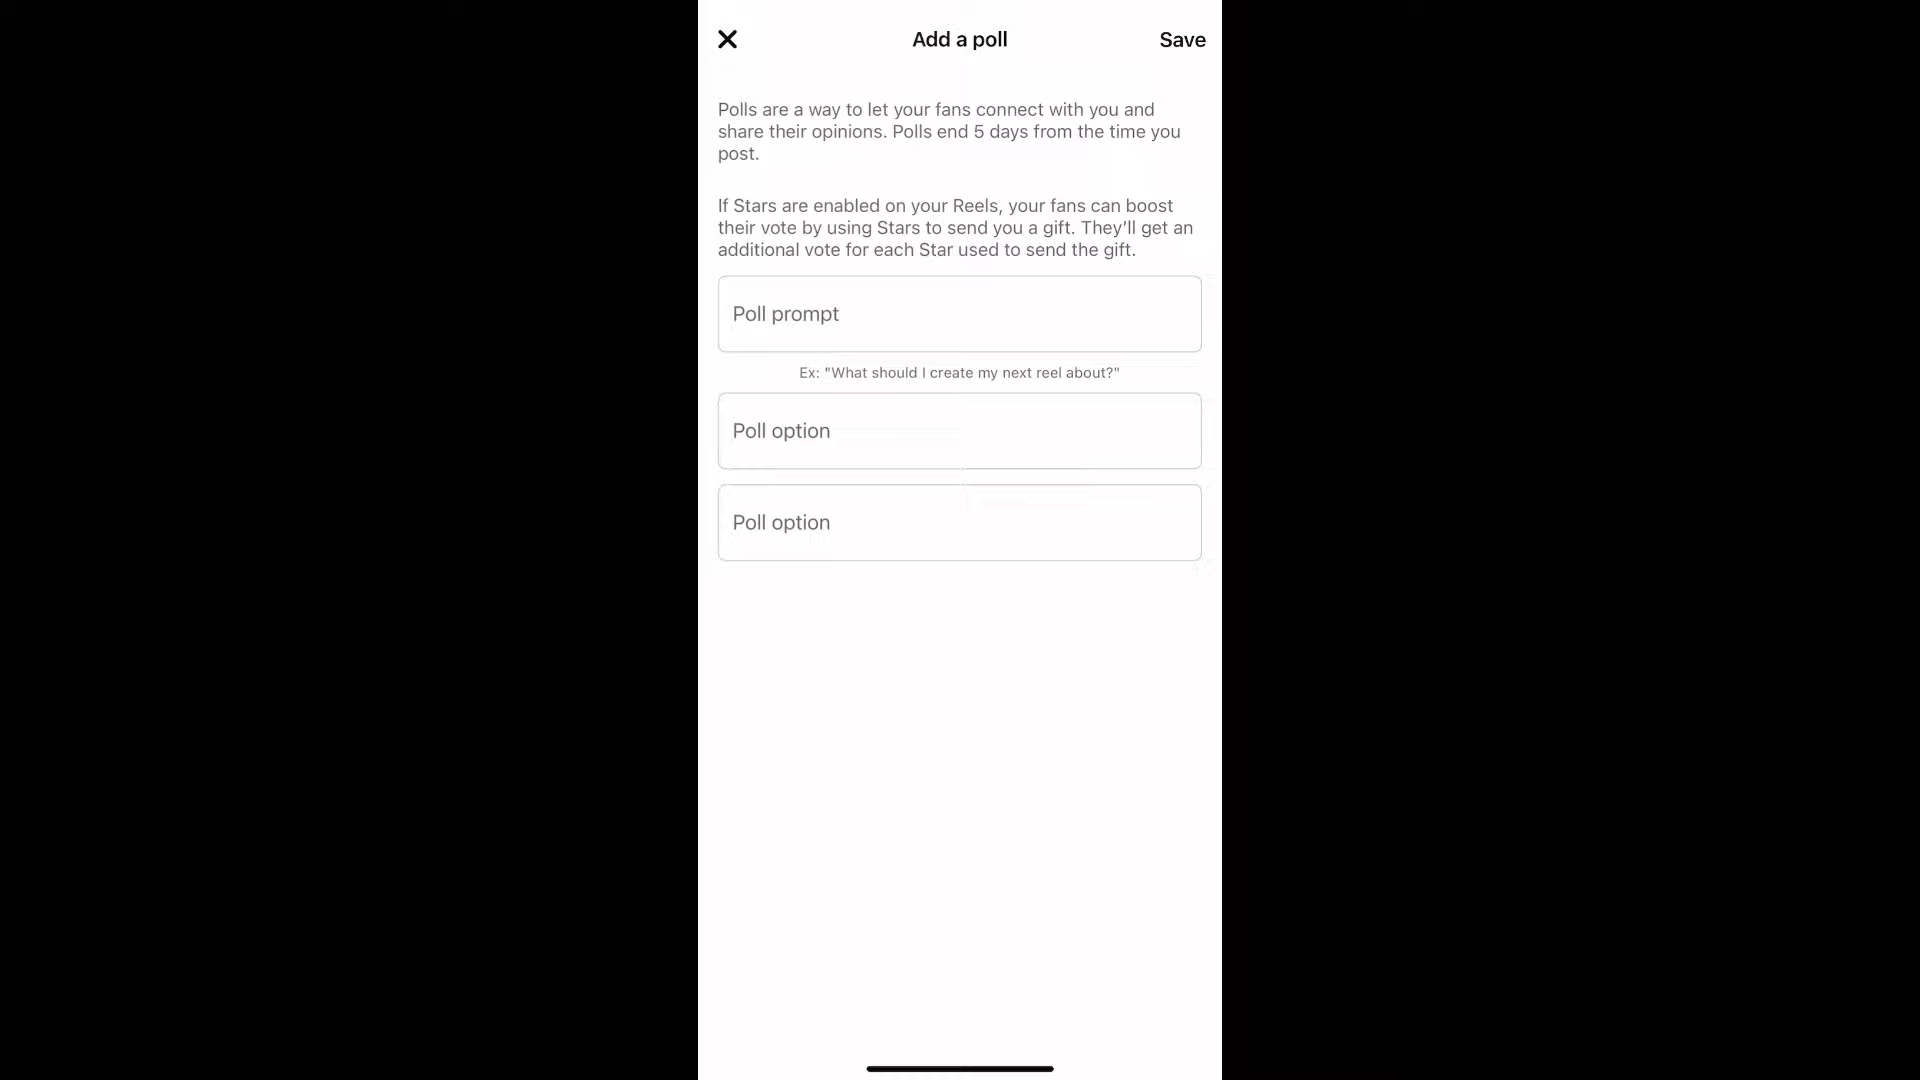 Add a poll
Save
Polls are a way to let your fans connect with you and
share their opinions. Polls end 5 days from the time you
post.
If Stars are enabled on your Reels, your fans can boost
their vote by using Stars to send you a gift. They’ll get an
additional vote for each Star used to send the gift.
Poll prompt
Ex: "What should I create my next reel about?"
Poll option
Poll option